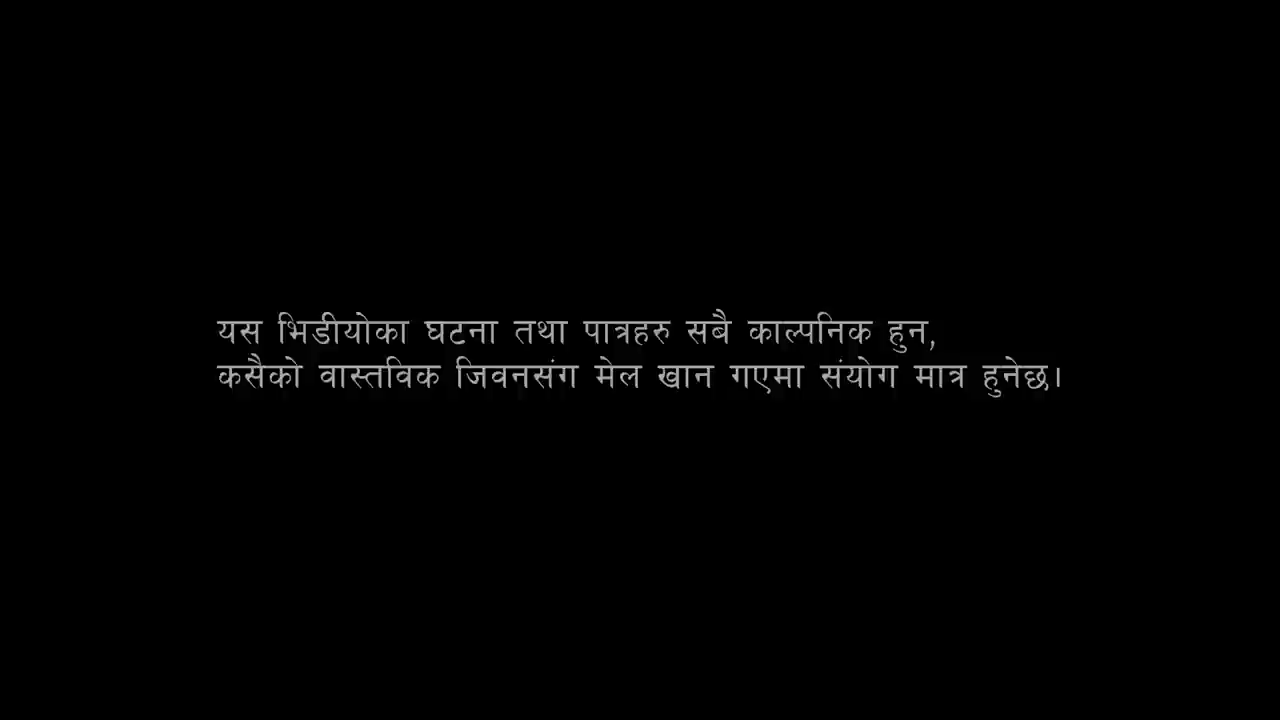 यस भिडीयोका घटना तथा पात्रहरु सबै काल्पनिक हुन,
कसैको वास्तविक जिवनसंग मेल खान गएमा संयोग मात्र हुनेछ।